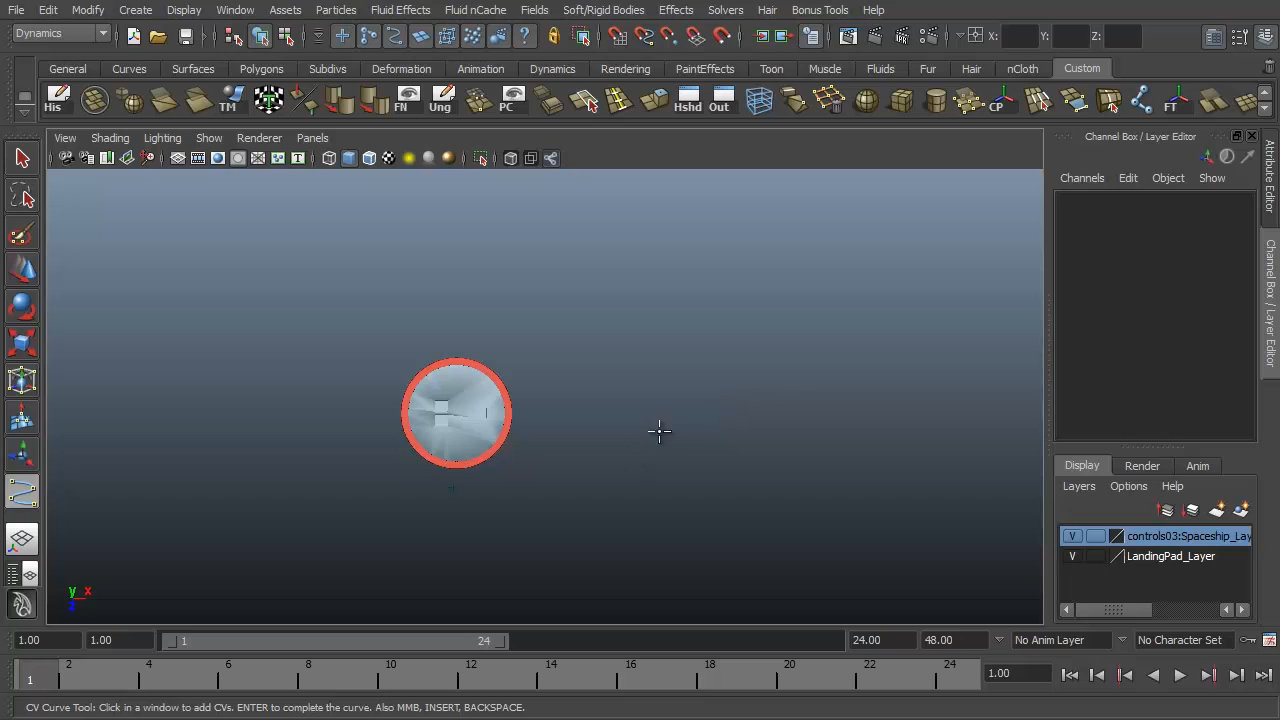 File Edit Modify Create Display Window Assets Particles Fluid Effects Fluid nCache Fields Soft/Rigid Bodies Effects Solvers Hair Bonus Tools Help
Dynamics X: Y: Z:
General Curves Surfaces Polygons Subdivs Deformation Animation Dynamics Rendering PaintEffects Toon Muscle Fluids Fur Hair nCloth Custom
His TM FN Ung PC Hshd Out CP FT
View Shading Lighting Show Renderer Panels
Channel Box / Layer Editor
Channels Edit Object Show
Attribute Editor
Channel Box / Layer Editor
Display Render Anim
Layers Options Help
V controls03:Spaceship_Lay
V LandingPad_Layer
y x
z
1.00 1.00 1 24 24.00 48.00 No Anim Layer No Character Set
1 2 4 6 8 10 12 14 16 18 20 22 24 1.00
CV Curve Tool: Click in a window to add CVs. ENTER to complete the curve. Also MMB, INSERT, BACKSPACE.